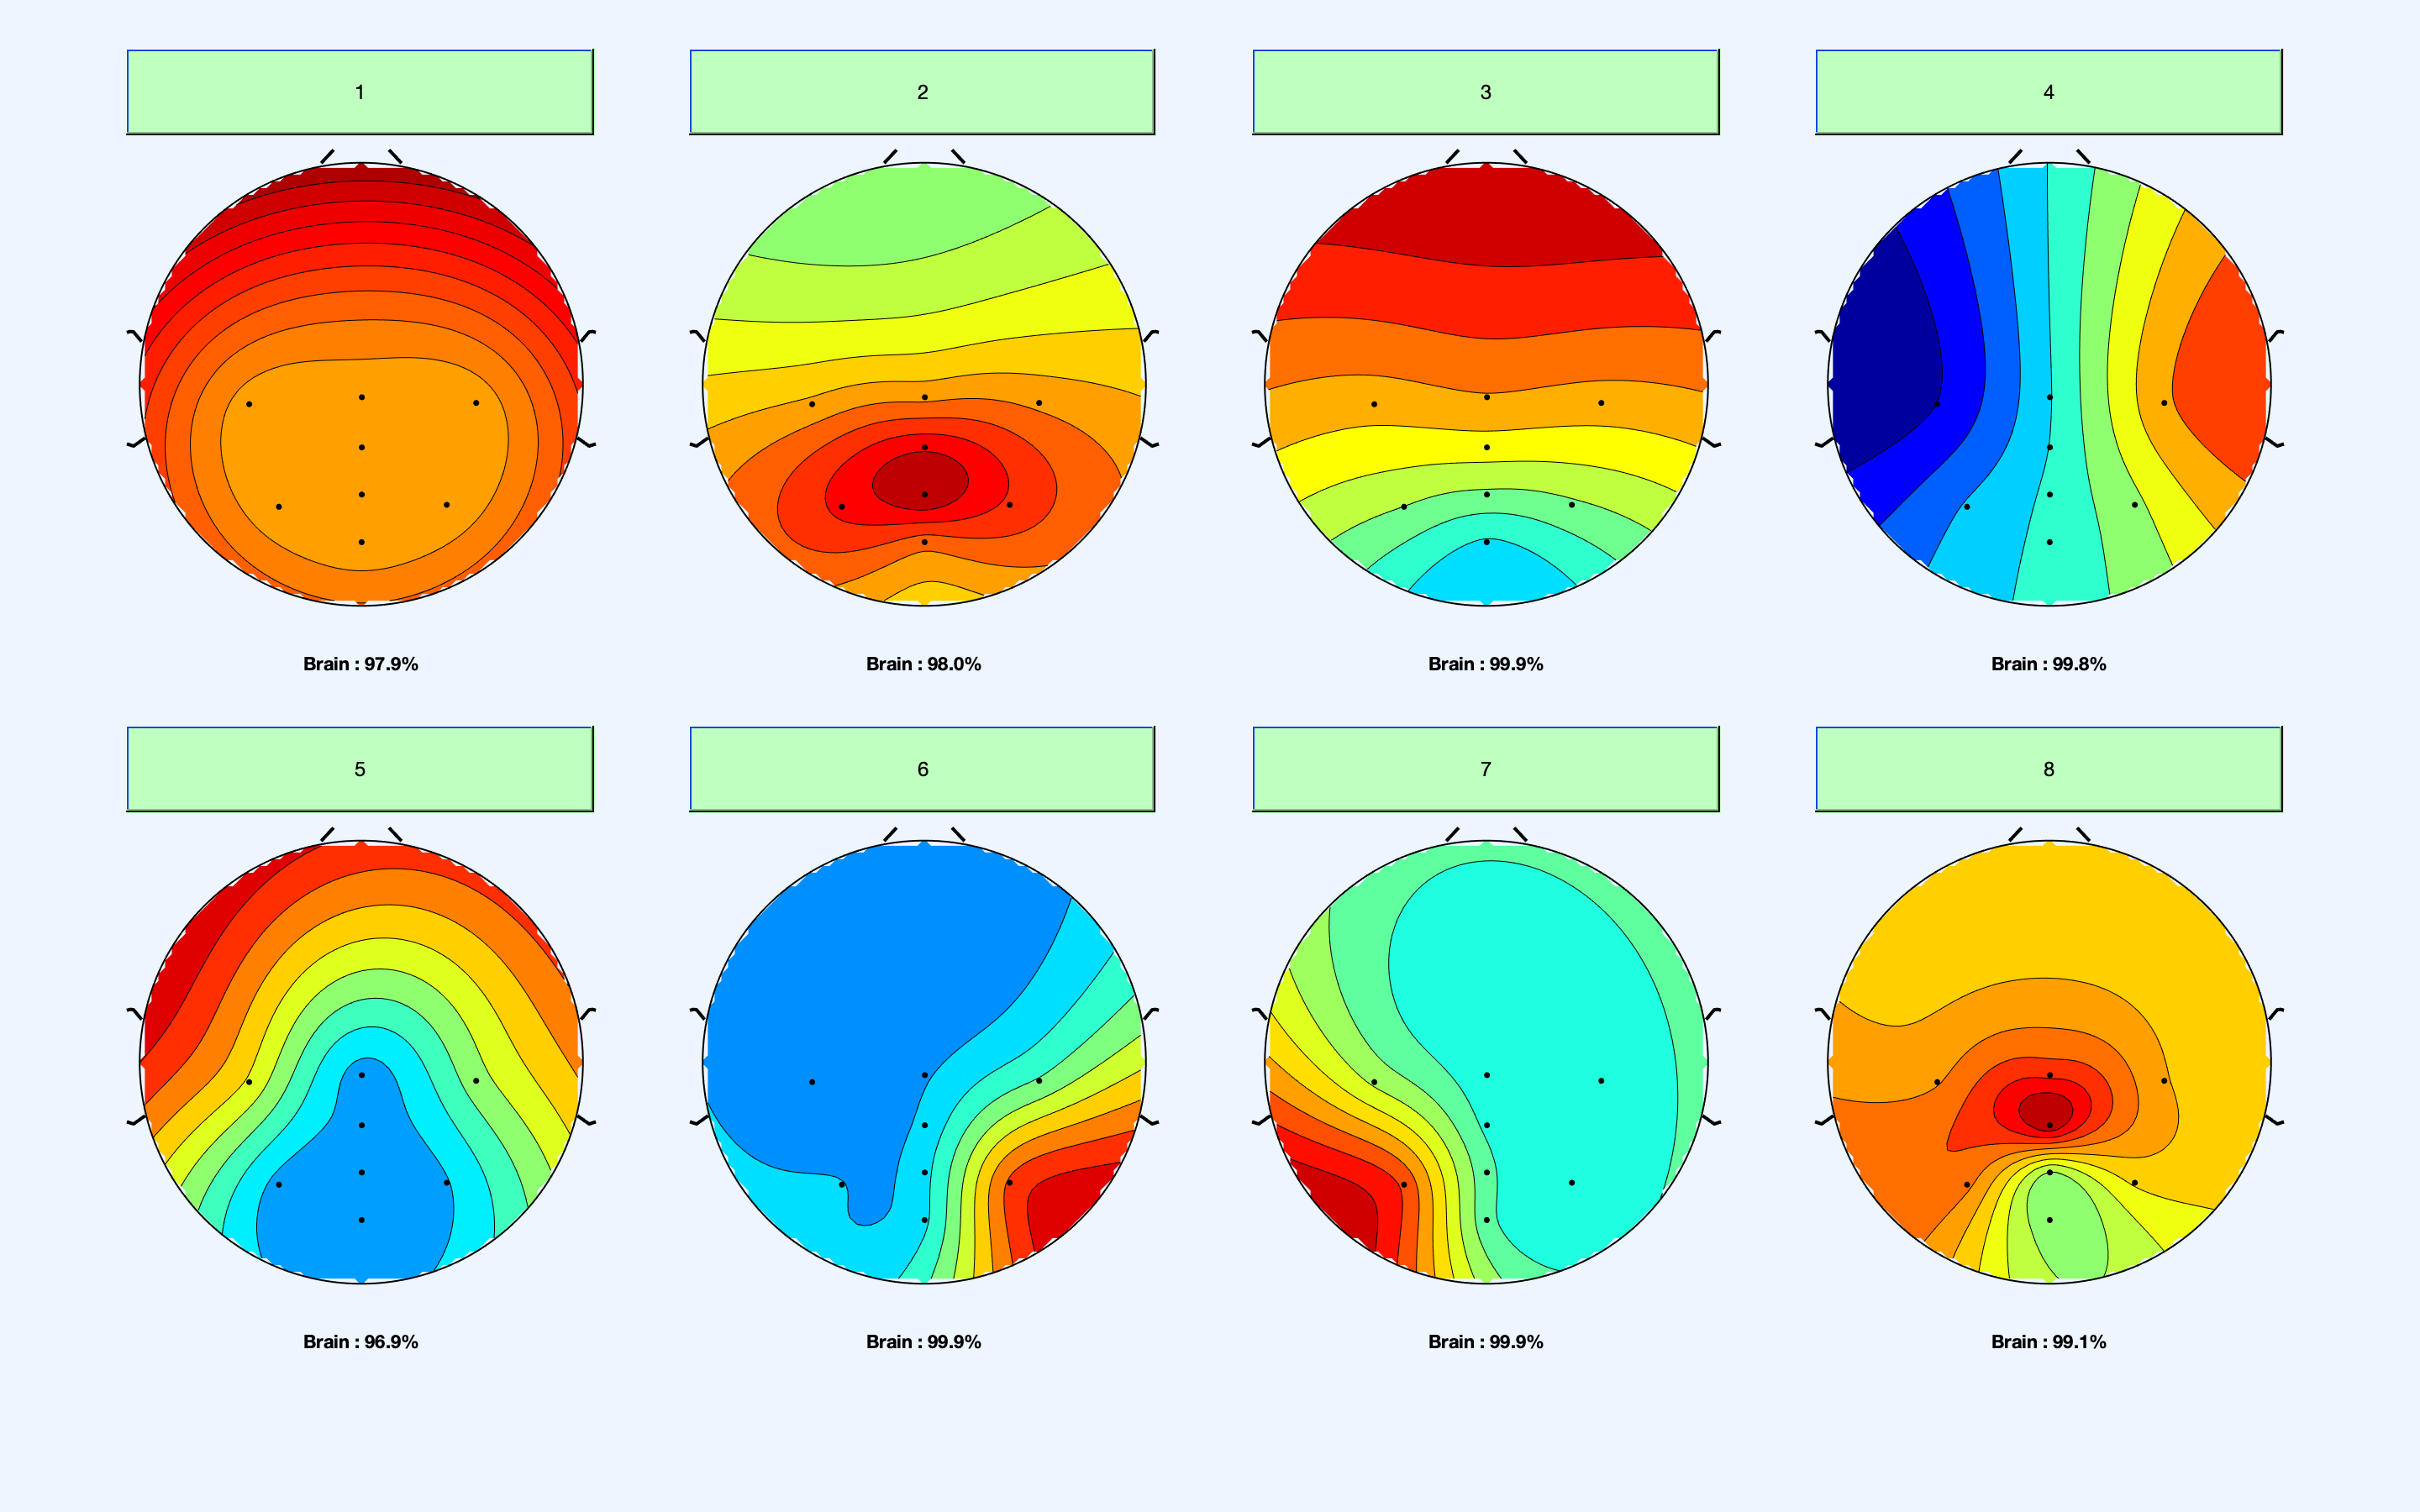 1
2
3
4
Brain : 97.9%
Brain : 98.0%
Brain : 99.9%
Brain : 99.8%
5
6
7
8
Brain : 96.9%
Brain : 99.9%
Brain : 99.9%
Brain : 99.1%